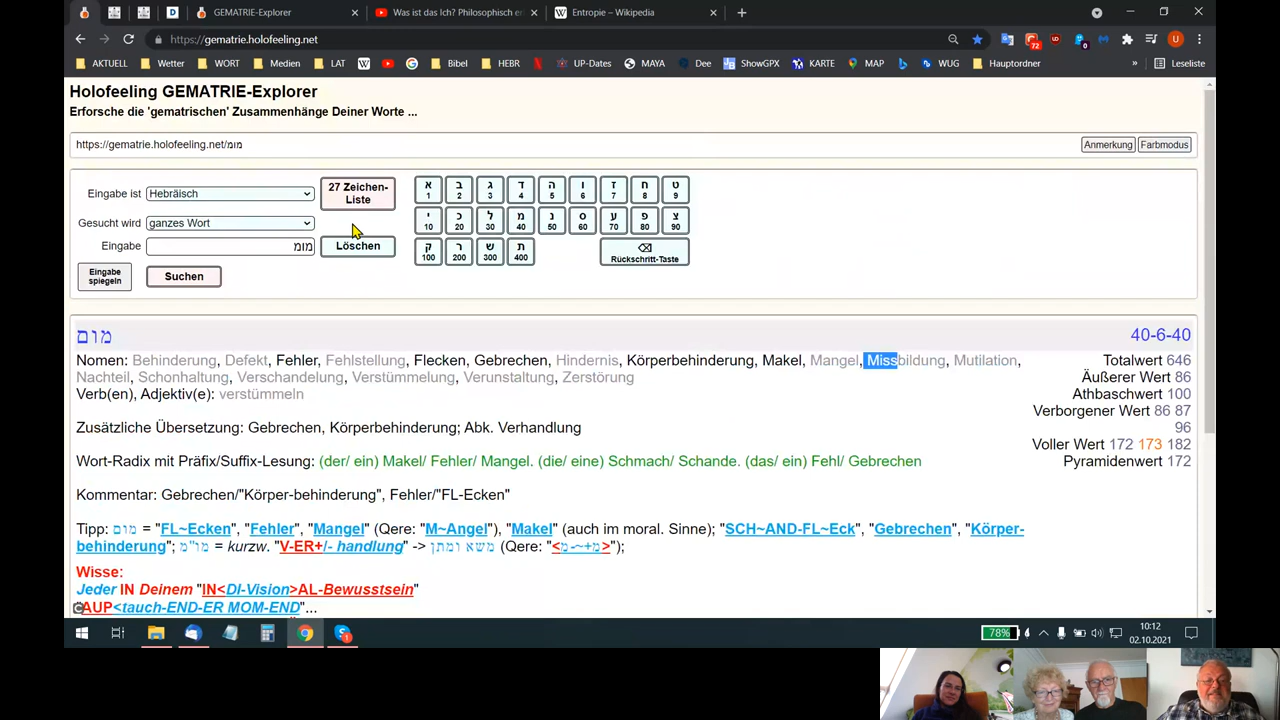 GEMATRIE-Explorer
Was ist das Ich? Philosophisch er
Entropie – Wikipedia
https://gematrie.holofeeling.net
72
0
U
AKTUELL Wetter WORT Medien LAT Bibel HEBR UP-Dates MAYA Dee ShowGPX KARTE MAP WUG Hauptordner » Leseliste
Holofeeling GEMATRIE-Explorer
Erforsche die 'gematrischen' Zusammenhänge Deiner Worte ...
https://gematrie.holofeeling.net/מומ
Anmerkung Farbmodus
Eingabe ist Hebräisch
27 Zeichen-
Liste
Gesucht wird ganzes Wort
Eingabe מומ
Löschen
Eingabe
spiegeln
Suchen
א ב ג ד ה ו ז ח ט
1 2 3 4 5 6 7 8 9
י כ ל מ נ ס ע פ צ
10 20 30 40 50 60 70 80 90
ק ר ש ת
100 200 300 400
⌫
Rückschritt-Taste
מום
40-6-40
Nomen: Behinderung, Defekt, Fehler, Fehlstellung, Flecken, Gebrechen, Hindernis, Körperbehinderung, Makel, Mangel, Missbildung, Mutilation,
Nachteil, Schonhaltung, Verschandelung, Verstümmelung, Verunstaltung, Zerstörung
Verb(en), Adjektiv(e): verstümmeln
Zusätzliche Übersetzung: Gebrechen, Körperbehinderung; Abk. Verhandlung
Wort-Radix mit Präfix/Suffix-Lesung: (der/ ein) Makel/ Fehler/ Mangel. (die/ eine) Schmach/ Schande. (das/ ein) Fehl/ Gebrechen
Kommentar: Gebrechen/"Körper-behinderung", Fehler/"FL-Ecken"
Tipp: מום = "FL~Ecken", "Fehler", "Mangel" (Qere: "M~Angel"), "Makel" (auch im moral. Sinne); "SCH~AND-FL~Eck", "Gebrechen", "Körper-
behinderung"; מו"מ = kurzw. "V-ER+/- handlung" -> משא ומתן (Qere: "<מ+~-מ>");
Wisse:
Jeder IN Deinem "IN<DI-Vision>AL-Bewusstsein"
"AUP<tauch-END-ER MOM-END"...
Totalwert 646
Äußerer Wert 86
Athbaschwert 100
Verborgener Wert 86 87
96
Voller Wert 172 173 182
Pyramidenwert 172
78%
10:12
02.10.2021